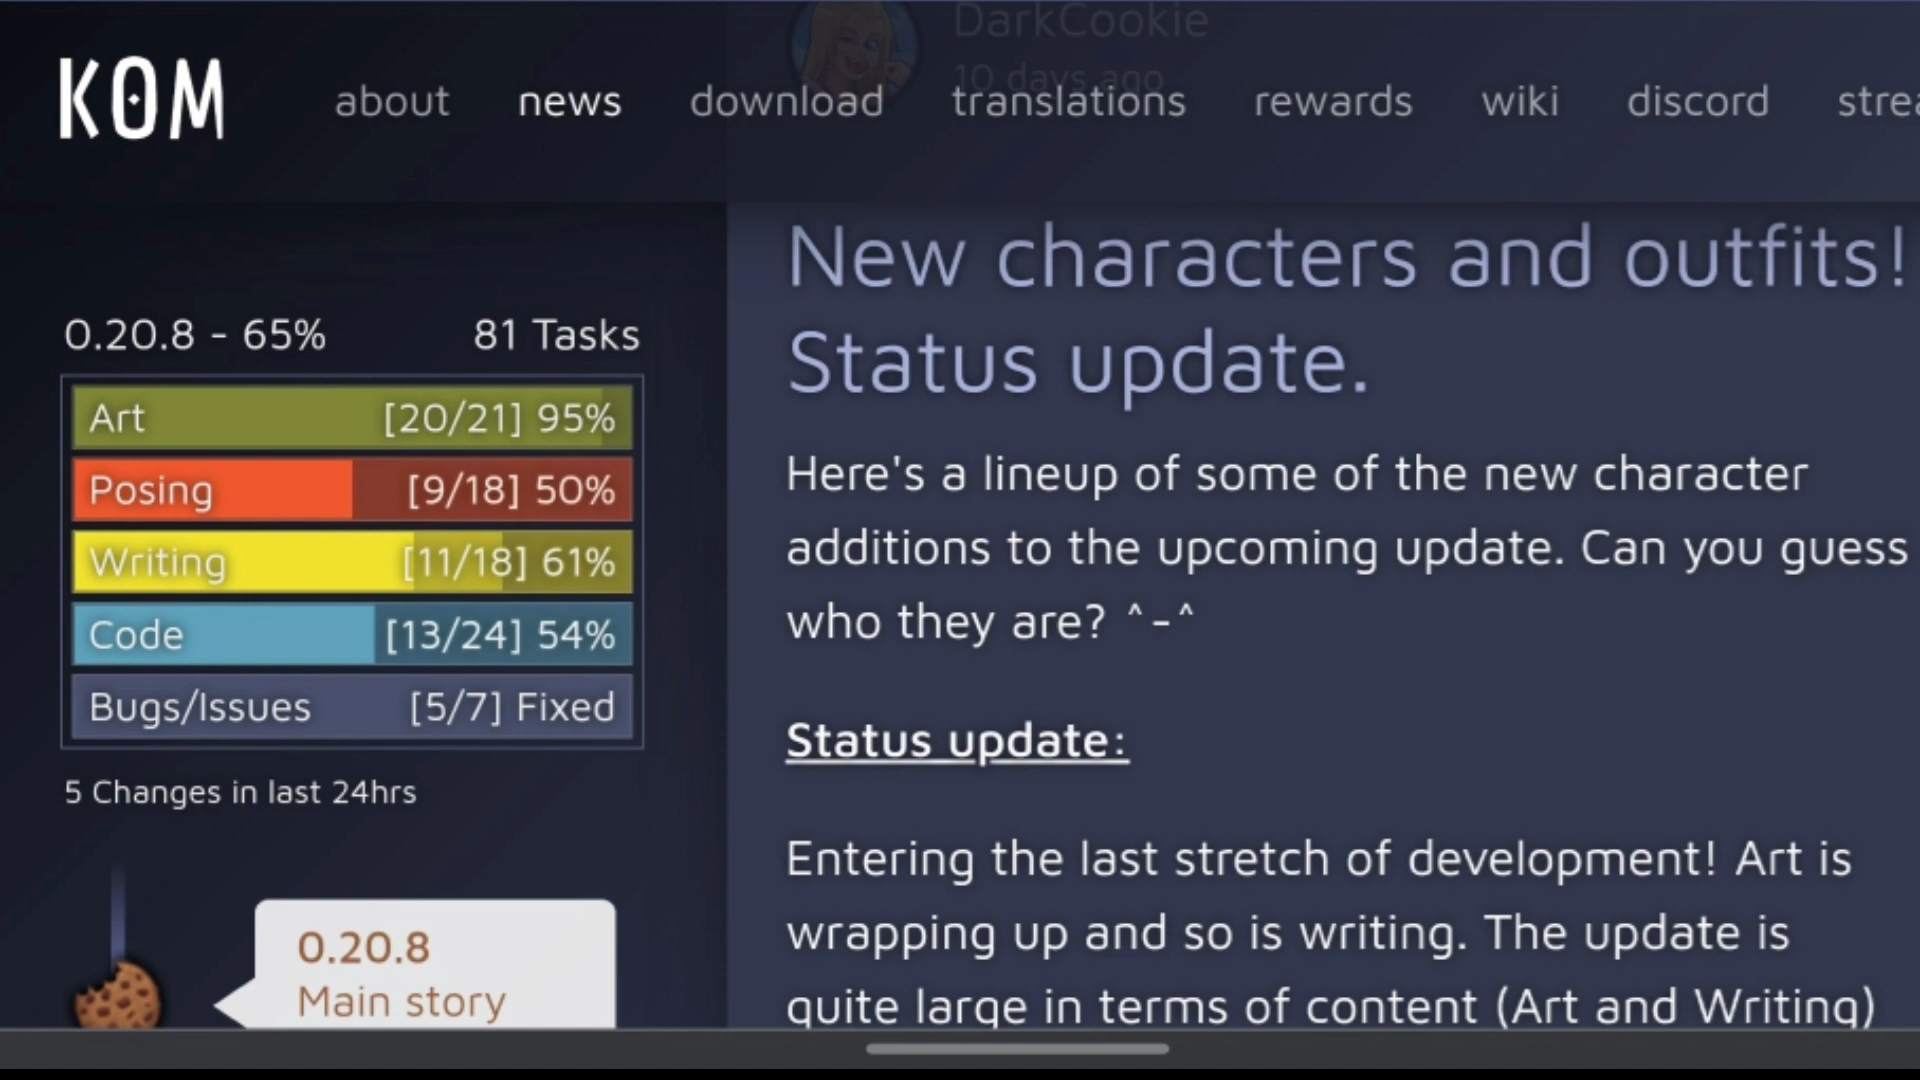 DarkCookie
10 days ago
KOM
about news download translations rewards wiki discord strea
0.20.8 - 65% 81 Tasks
Art [20/21] 95%
Posing [9/18] 50%
Writing [11/18] 61%
Code [13/24] 54%
Bugs/Issues [5/7] Fixed
5 Changes in last 24hrs
0.20.8
Main story
New characters and outfits!
Status update.
Here's a lineup of some of the new character
additions to the upcoming update. Can you guess
who they are? ^-^
Status update:
Entering the last stretch of development! Art is
wrapping up and so is writing. The update is
quite large in terms of content (Art and Writing)